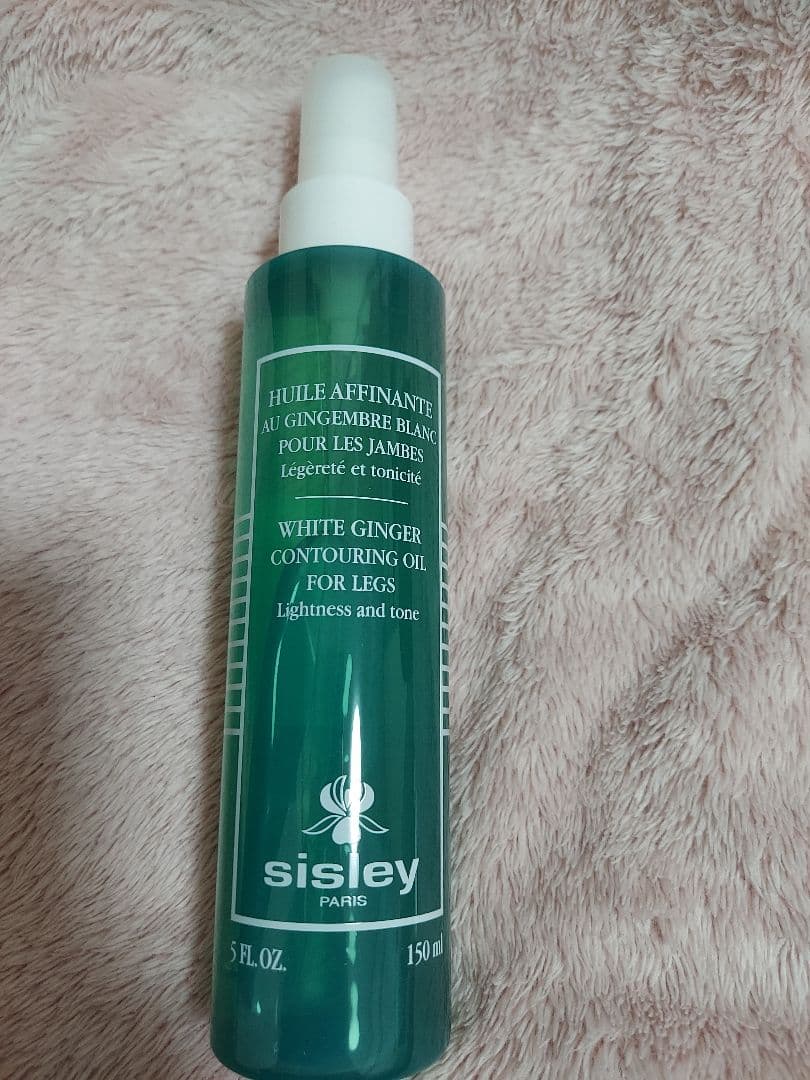 HUILE AFFINANTE
AU GINGEMBRE BLANC
POUR LES JAMBES
Légèreté et tonicité
WHITE GINGER
CONTOURING OIL
FOR LEGS
Lightness and tone
sisley
PARIS
5 FL. OZ. 150 ml